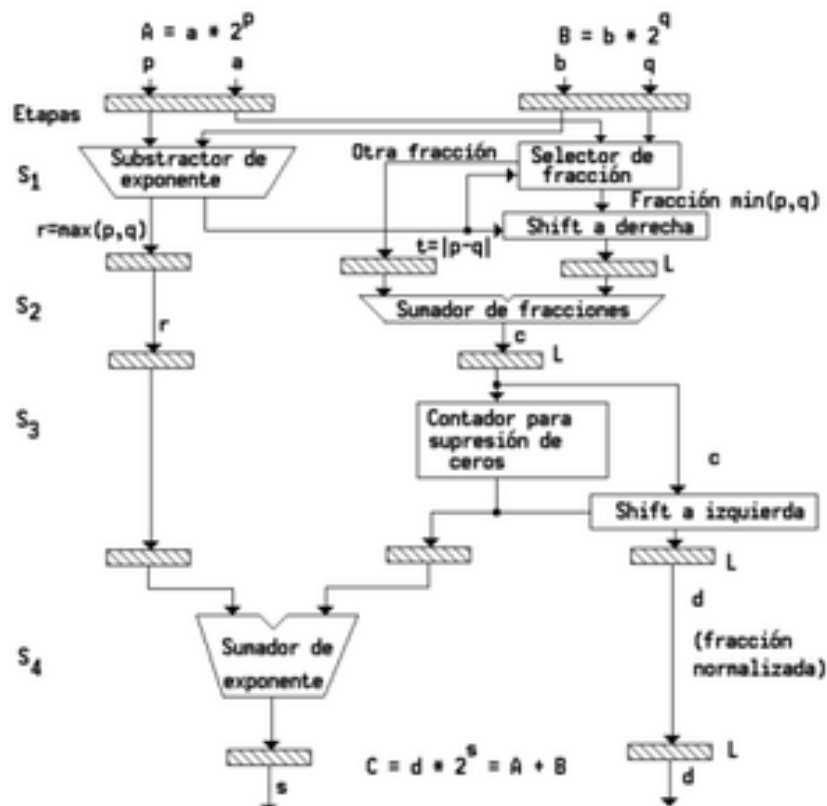 A = a * 2^p
B = b * 2^q
p
a
b
q
Etapas
S1
Substractor de
exponente
Otra fracción
Selector de
fracción
Fracción min(p,q)
r=max(p,q)
t=|p-q|
Shift a derecha
L
S2
Sumador de fracciones
r
c
L
S3
Contador para
supresión de
ceros
c
Shift a izquierda
L
d
S4
Sumador de
exponente
(fracción
normalizada)
C = d * 2^s = A + B
L
s
d